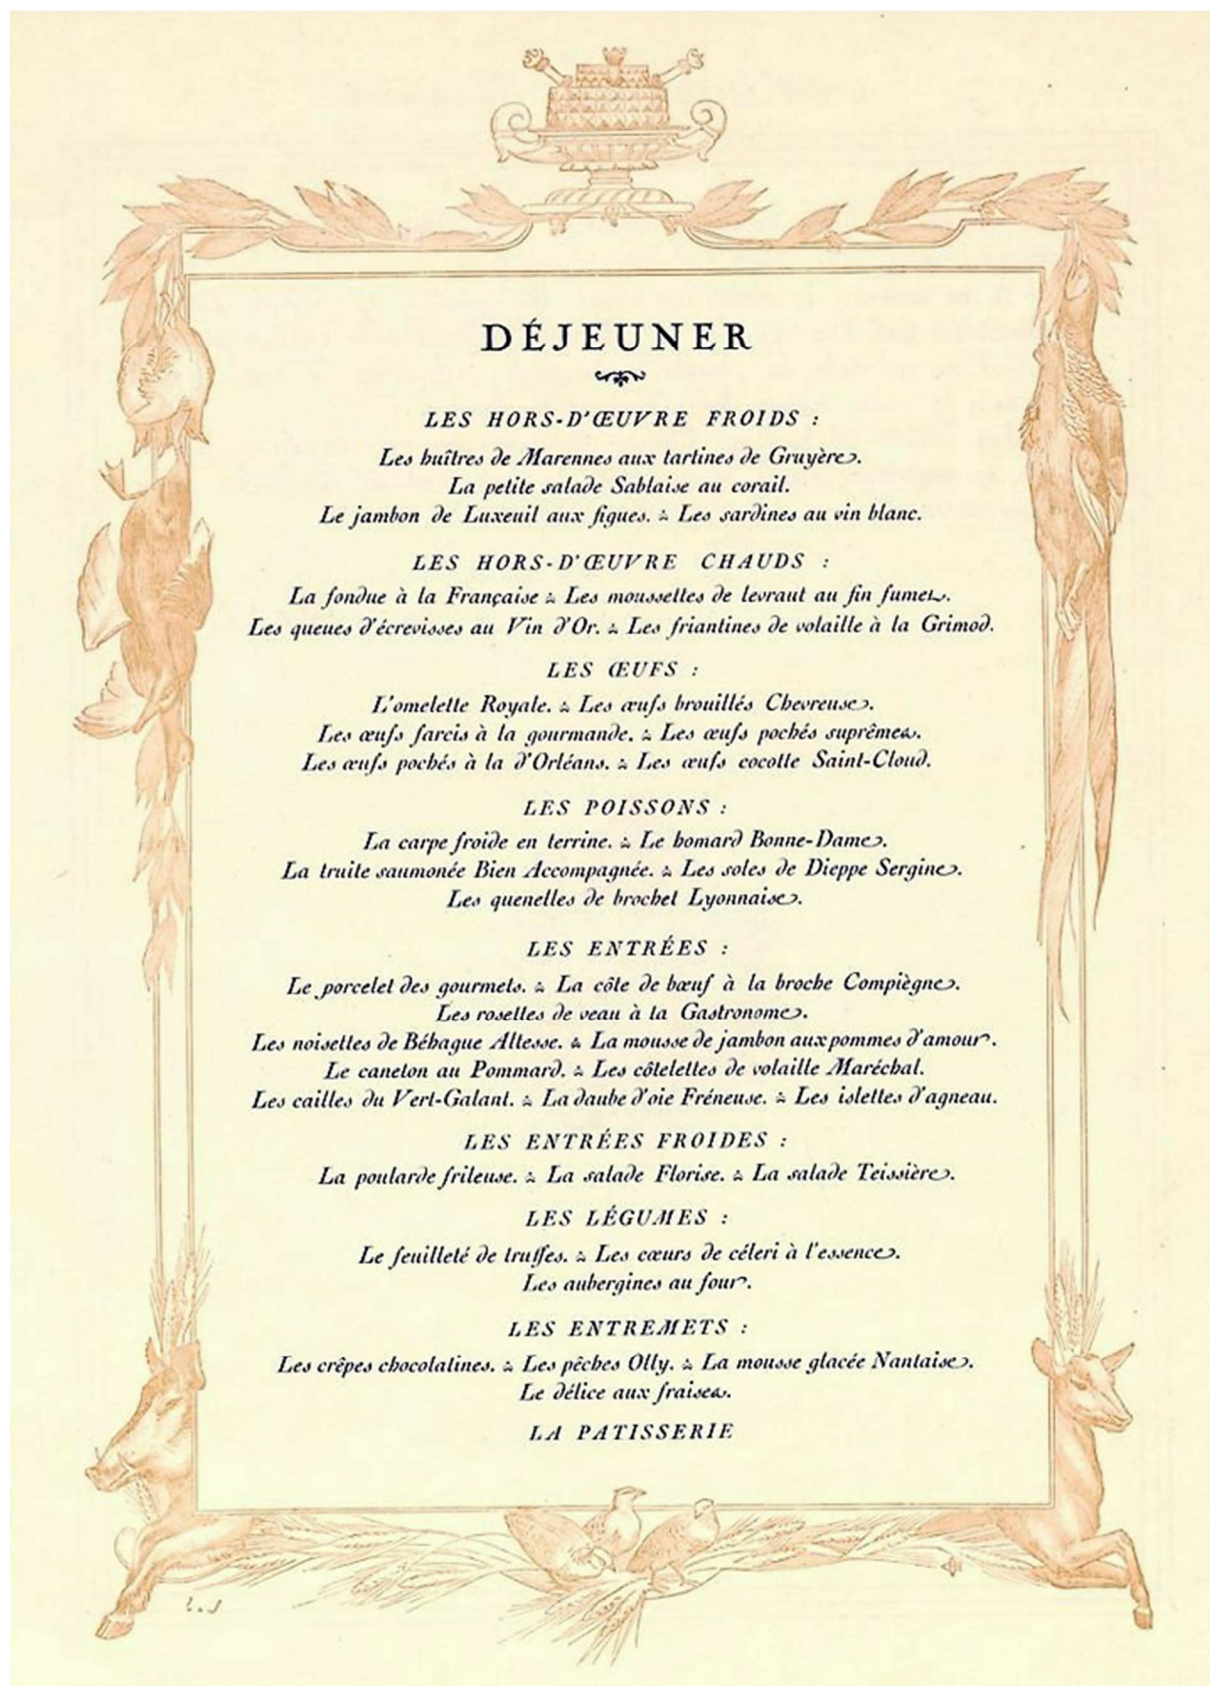 DÉJEUNER
LES HORS-D'ŒUVRE FROIDS :
Les huîtres de Marennes aux tartines de Gruyère.
La petite salade Sablaise au corail.
Le jambon de Luxeuil aux figues. Les sardines au vin blanc.
LES HORS-D'ŒUVRE CHAUDS :
La fondue à la Française Les moussettes de levraut au fin fumet.
Les queues d'écrevisses au Vin d'Or. Les friantines de volaille à la Grimod.
LES ŒUFS :
L'omelette Royale. Les œufs brouillés Chevreuse.
Les œufs farcis à la gourmande. Les œufs pochés suprêmes.
Les œufs pochés à la d'Orléans. Les œufs cocotte Saint-Cloud.
LES POISSONS :
La carpe froide en terrine. Le homard Bonne-Dame.
La truite saumonée Bien Accompagnée. Les soles de Dieppe Sergine.
Les quenelles de brochet Lyonnaise.
LES ENTRÉES :
Le porcelet des gourmets. La côte de bœuf à la broche Compiègne.
Les rosettes de veau à la Gastronome.
Les noisettes de Béhague Altesse. La mousse de jambon aux pommes d'amour.
Le caneton au Pommard. Les côtelettes de volaille Maréchal.
Les cailles du Vert-Galant. La daube d'oie Fréneuse. Les islettes d'agneau.
LES ENTRÉES FROIDES :
La poularde frileuse. La salade Florise. La salade Teissière.
LES LÉGUMES :
Le feuilleté de truffes. Les cœurs de céleri à l'essence.
Les aubergines au four.
LES ENTREMETS :
Les crêpes chocolatines. Les pêches Olly. La mousse glacée Nantaise.
Le délice aux fraises.
LA PATISSERIE